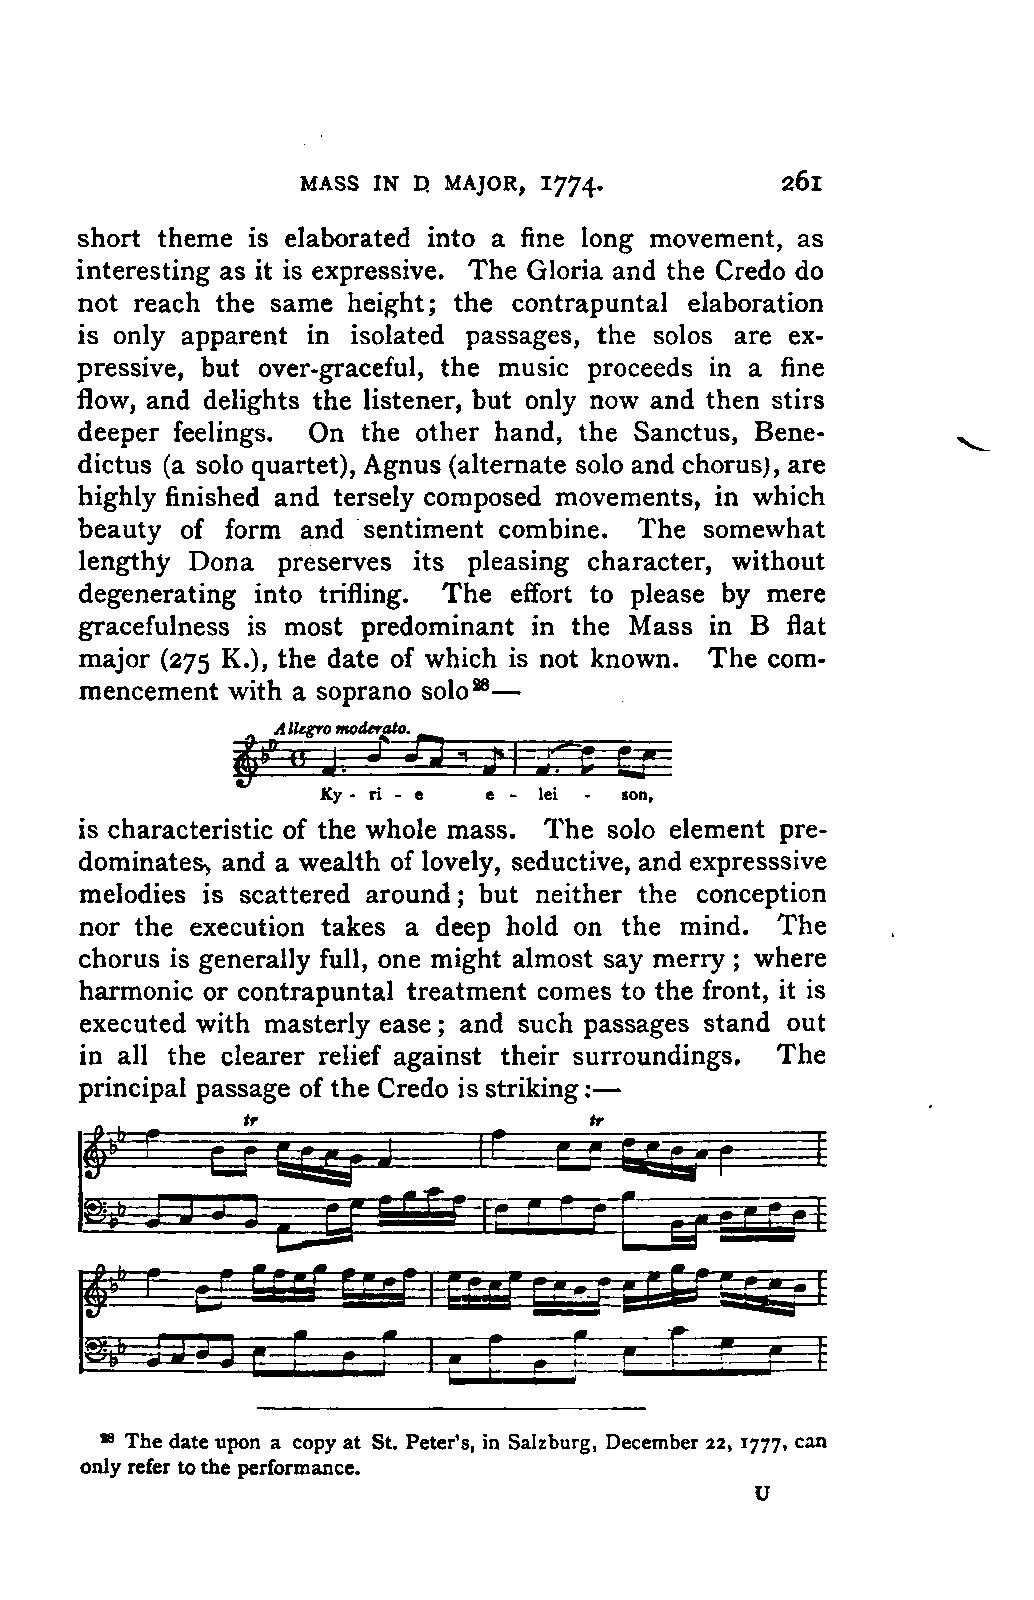 MASS IN D MAJOR, 1774. 261
short theme is elaborated into a fine long movement, as
interesting as it is expressive. The Gloria and the Credo do
not reach the same height; the contrapuntal elaboration
is only apparent in isolated passages, the solos are ex-
pressive, but over-graceful, the music proceeds in a fine
flow, and delights the listener, but only now and then stirs
deeper feelings. On the other hand, the Sanctus, Bene-
dictus (a solo quartet), Agnus (alternate solo and chorus), are
highly finished and tersely composed movements, in which
beauty of form and sentiment combine. The somewhat
lengthy Dona preserves its pleasing character, without
degenerating into trifling. The effort to please by mere
gracefulness is most predominant in the Mass in B flat
major (275 K.), the date of which is not known. The com-
mencement with a soprano solo²⁸—
Allegro moderato.
Ky - ri - e e - lei - son,
is characteristic of the whole mass. The solo element pre-
dominates, and a wealth of lovely, seductive, and expresssive
melodies is scattered around; but neither the conception
nor the execution takes a deep hold on the mind. The
chorus is generally full, one might almost say merry; where
harmonic or contrapuntal treatment comes to the front, it is
executed with masterly ease; and such passages stand out
in all the clearer relief against their surroundings. The
principal passage of the Credo is striking:—
tr tr
²⁸ The date upon a copy at St. Peter's, in Salzburg, December 22, 1777, can
only refer to the performance.
U